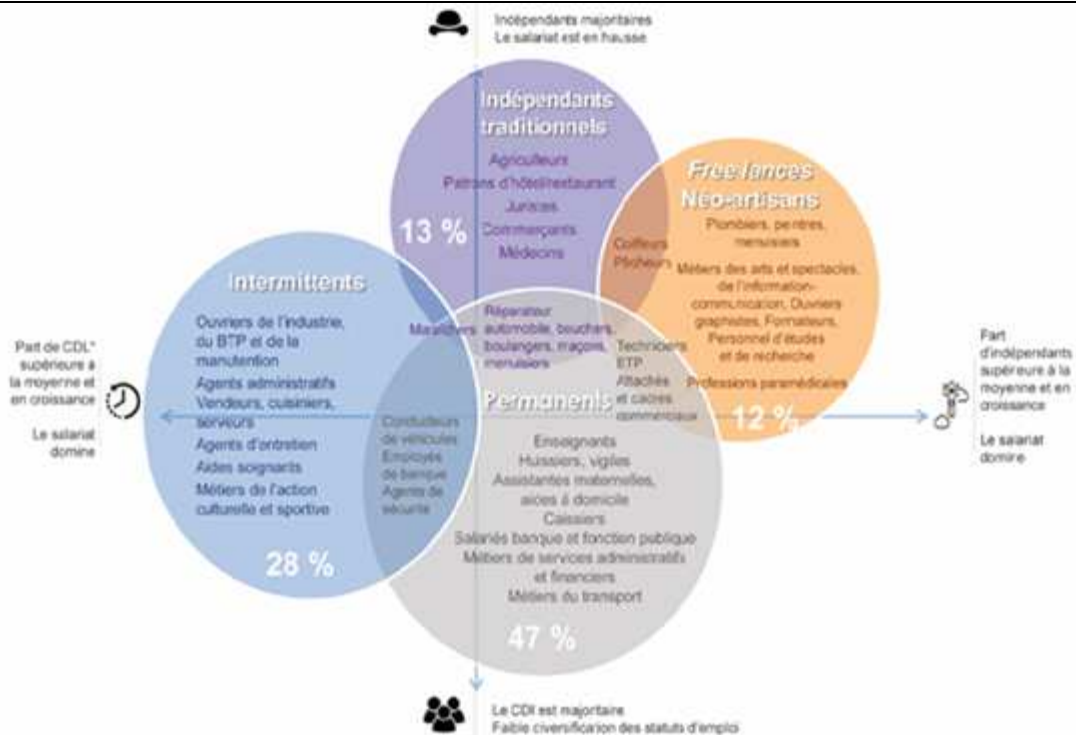 Indépendants majoritaires
Le salariat est en hausse
Indépendants
traditionnels
Agriculteurs
Patrons d'hôtel/restaurant
Juristes
Commerçants
Médecins
13 %
Freelances
Néo-artisans
Plombiers, peintres,
menuisiers
Métiers des arts et spectacles,
de l'information-
communication, Ouvriers
graphistes, Formateurs,
Personnel d'études
et de recherche
Professions paramédicales
12 %
Coiffeurs
Pêcheurs
Intermittents
Ouvriers de l'industrie,
du BTP et de la
manutention
Agents administratifs
Vendeurs, cuisiniers,
serveurs
Agents d'entretien
Aides soignants
Métiers de l'action
culturelle et sportive
28 %
Maraîchers
Réparateur
automobile, bouchers,
boulangers, maçons,
menuisiers
Techniciens
ETP
Attachés
et cadres
commerciaux
Conducteurs
de véhicules
Employés
de banque
Agents de
sécurité
Permanents
Enseignants
Huissiers, vigiles
Assistantes maternelles,
aides à domicile
Caissiers
Salariés banque et fonction publique
Métiers de services administratifs
et financiers
Métiers du transport
47 %
Part de CDL*
supérieure à
la moyenne et
en croissance
Le salariat
domine
Part
d'indépendants
supérieure à la
moyenne et en
croissance
Le salariat
domine
Le CDI est majoritaire
Faible diversification des statuts d'emploi